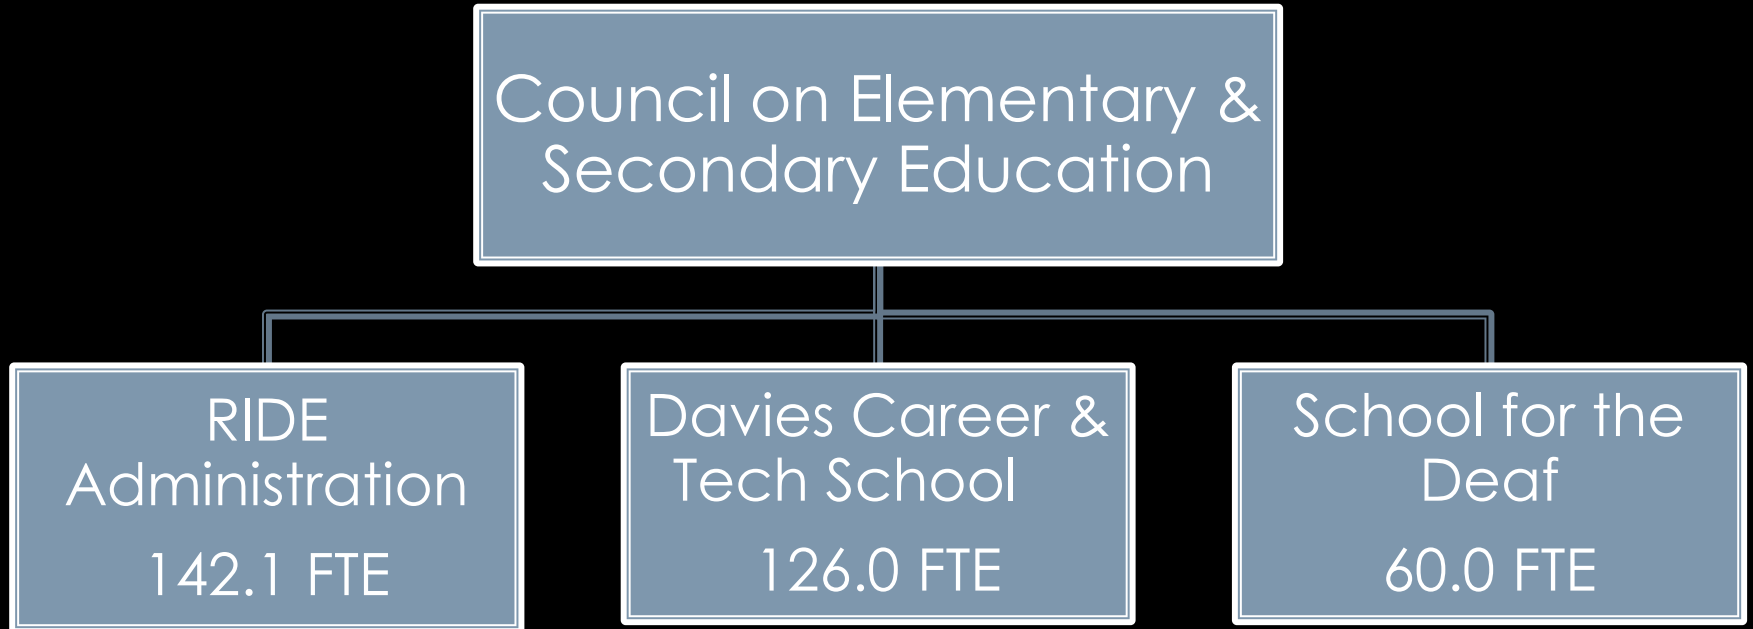 Council on Elementary &
Secondary Education
RIDE
Administration
142.1 FTE
Davies Career &
Tech School
126.0 FTE
School for the
Deaf
60.0 FTE